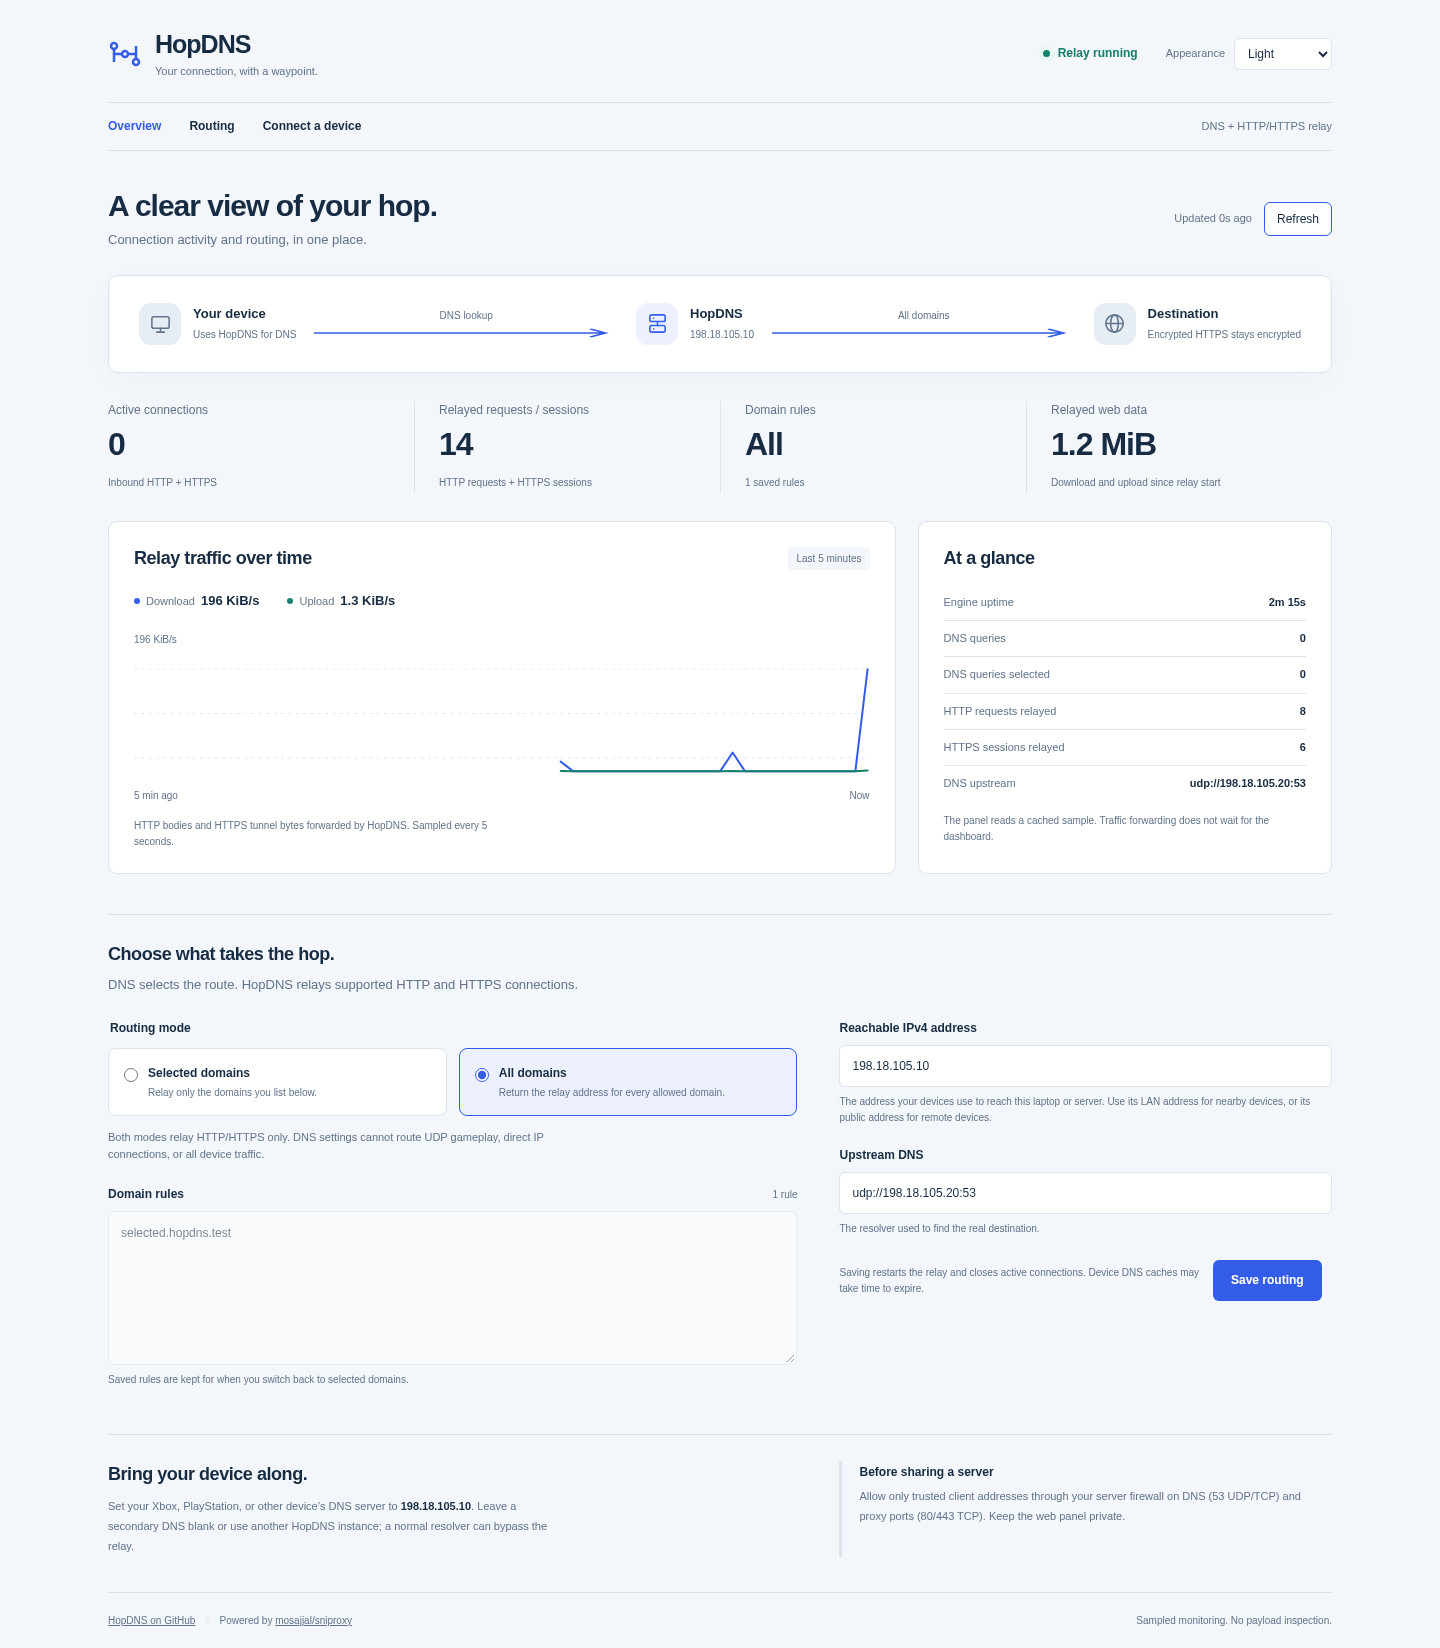 HopDNS
Your connection, with a waypoint.
Relay running
Appearance
Light
Overview
Routing
Connect a device
DNS + HTTP/HTTPS relay
A clear view of your hop.
Connection activity and routing, in one place.
Updated 0s ago
Refresh
Your device
Uses HopDNS for DNS
DNS lookup
HopDNS
198.18.105.10
All domains
Destination
Encrypted HTTPS stays encrypted
Active connections
0
Inbound HTTP + HTTPS
Relayed requests / sessions
14
HTTP requests + HTTPS sessions
Domain rules
All
1 saved rules
Relayed web data
1.2 MiB
Download and upload since relay start
Relay traffic over time
Last 5 minutes
Download 196 KiB/s
Upload 1.3 KiB/s
196 KiB/s
5 min ago
Now
HTTP bodies and HTTPS tunnel bytes forwarded by HopDNS. Sampled every 5
seconds.
At a glance
Engine uptime 2m 15s
DNS queries 0
DNS queries selected 0
HTTP requests relayed 8
HTTPS sessions relayed 6
DNS upstream udp://198.18.105.20:53
The panel reads a cached sample. Traffic forwarding does not wait for the
dashboard.
Choose what takes the hop.
DNS selects the route. HopDNS relays supported HTTP and HTTPS connections.
Routing mode
Selected domains
Relay only the domains you list below.
All domains
Return the relay address for every allowed domain.
Both modes relay HTTP/HTTPS only. DNS settings cannot route UDP gameplay, direct IP
connections, or all device traffic.
Domain rules
1 rule
selected.hopdns.test
Saved rules are kept for when you switch back to selected domains.
Reachable IPv4 address
198.18.105.10
The address your devices use to reach this laptop or server. Use its LAN address for nearby devices, or its
public address for remote devices.
Upstream DNS
udp://198.18.105.20:53
The resolver used to find the real destination.
Saving restarts the relay and closes active connections. Device DNS caches may
take time to expire.
Save routing
Bring your device along.
Set your Xbox, PlayStation, or other device’s DNS server to 198.18.105.10. Leave a
secondary DNS blank or use another HopDNS instance; a normal resolver can bypass the
relay.
Before sharing a server
Allow only trusted client addresses through your server firewall on DNS (53 UDP/TCP) and
proxy ports (80/443 TCP). Keep the web panel private.
HopDNS on GitHub / Powered by mosajjal/sniproxy
Sampled monitoring. No payload inspection.